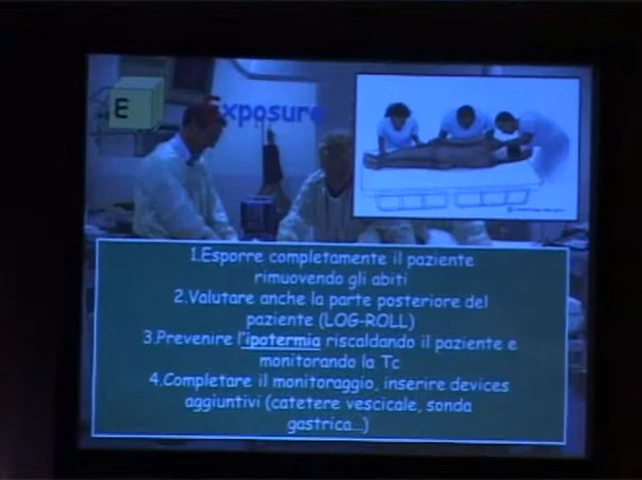 E xposure
1.Esporre completamente il paziente
rimuovendo gli abiti
2.Valutare anche la parte posteriore del
paziente (LOG-ROLL)
3.Prevenire l'ipotermia riscaldando il paziente e
monitorando la Tc
4.Completare il monitoraggio, inserire devices
aggiuntivi (catetere vescicale, sonda
gastrica…)